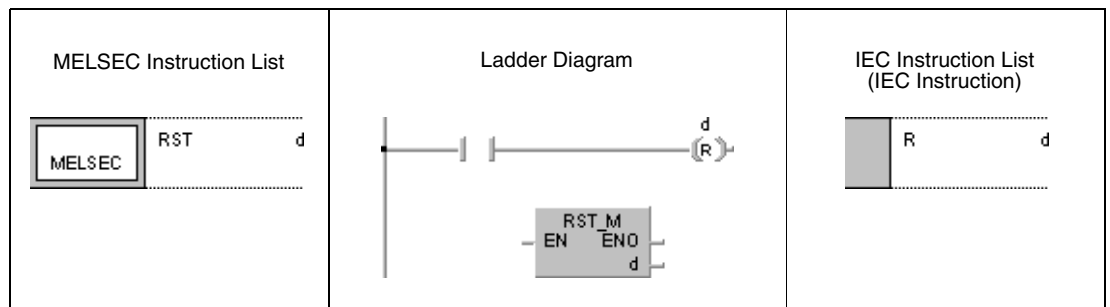 MELSEC Instruction List
MELSEC
RST d
Ladder Diagram
d
(R)
RST_M
EN ENO
d
IEC Instruction List
(IEC Instruction)
R d